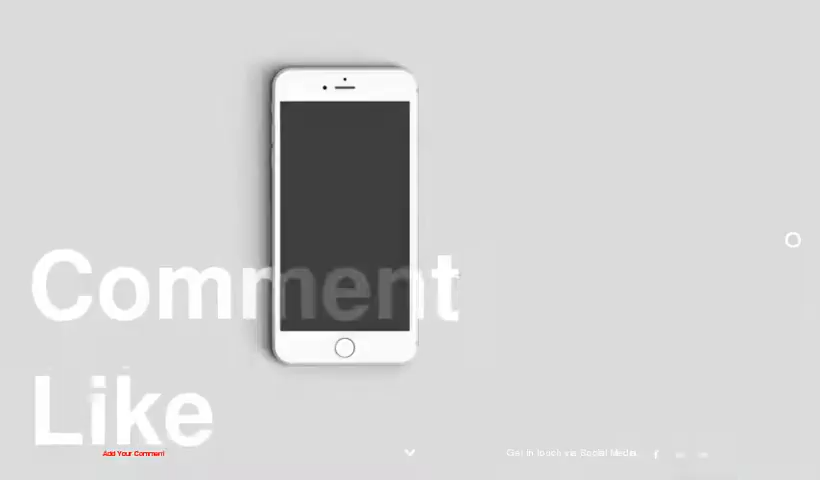 Comment
Like
Add Your Comment
Get in touch via Social Media
f